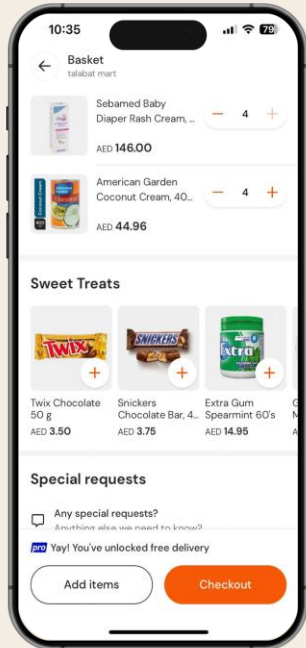 10:35
79
Basket
talabat mart
Sebamed Baby
Diaper Rash Cream, ...
4
AED 146.00
American Garden
Coconut Cream, 40...
4
AED 44.96
Sweet Treats
TWIX
SNICKERS
Extra
Twix Chocolate
50 g
AED 3.50
Snickers
Chocolate Bar, 4...
AED 3.75
Extra Gum
Spearmint 60's
AED 14.95
Special requests
Any special requests?
Anything else we need to know?
pro Yay! You've unlocked free delivery
Add items
Checkout